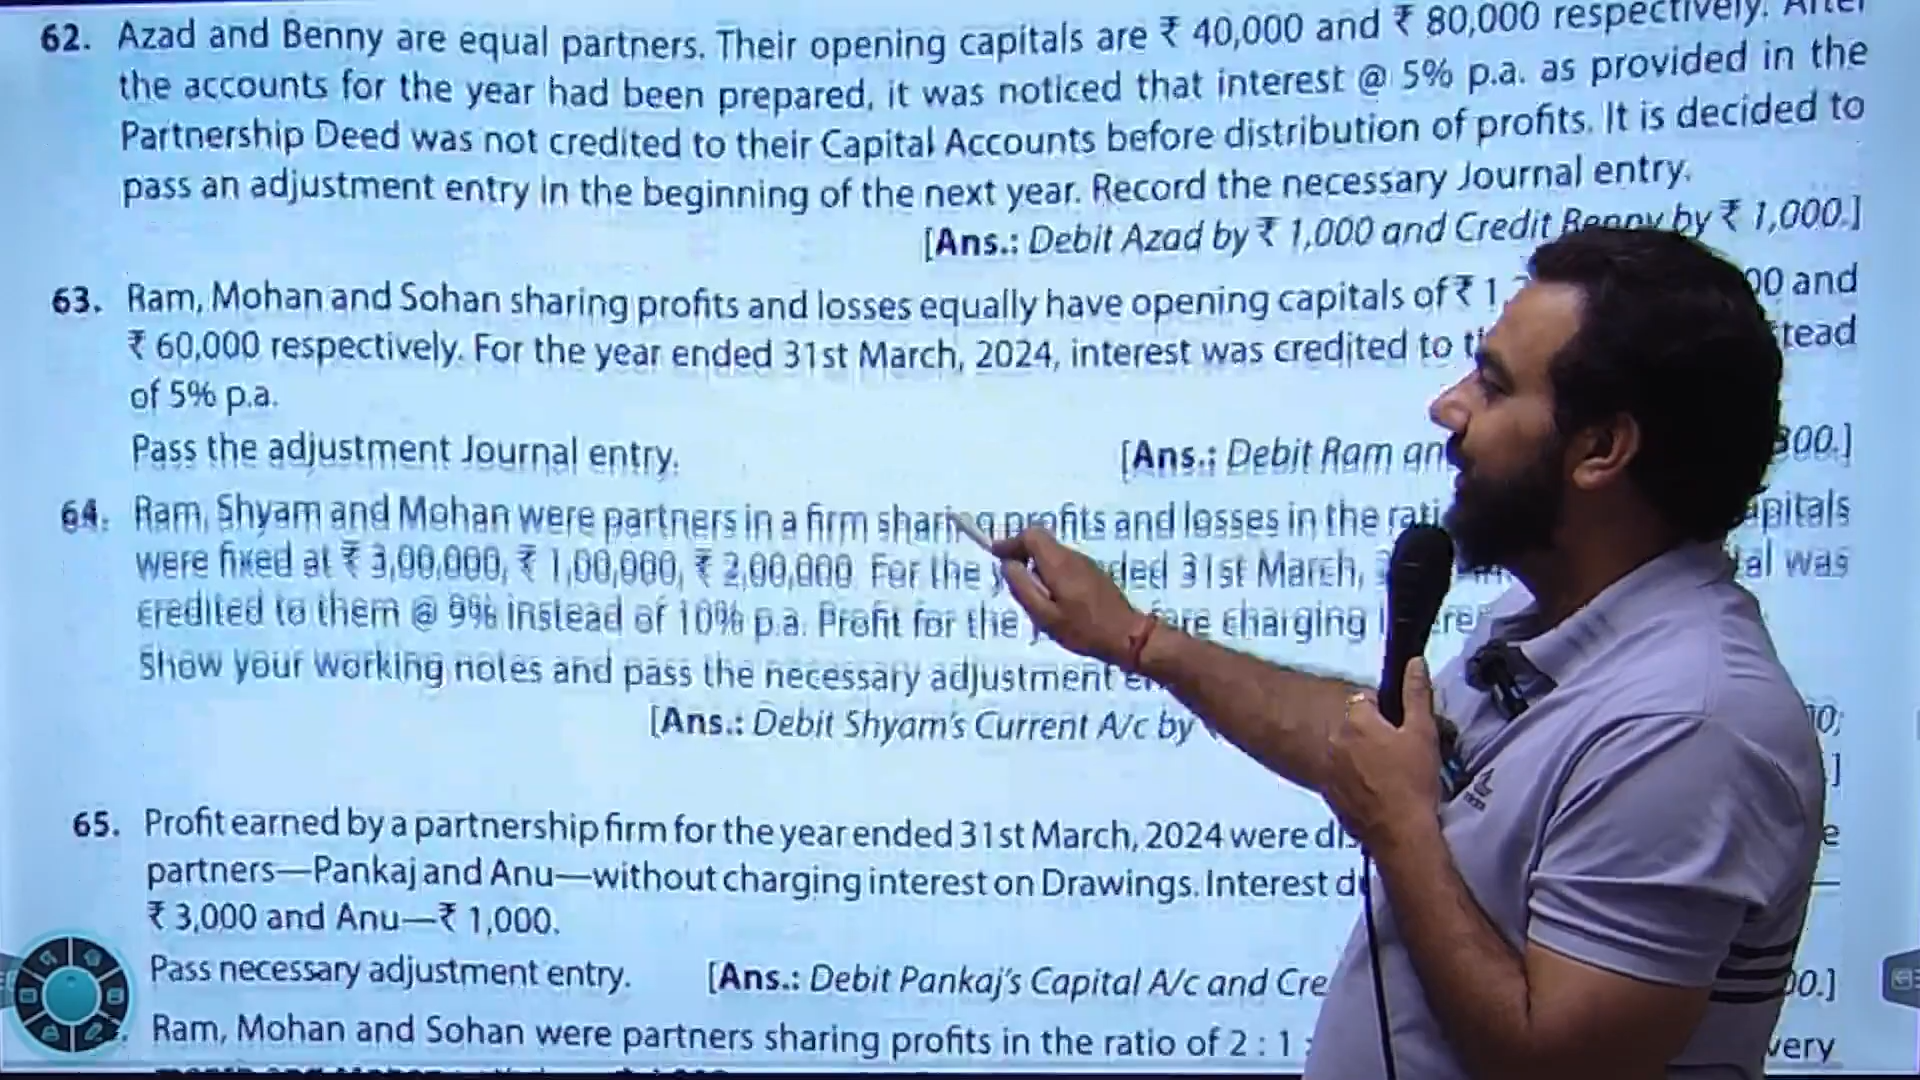 62. Azad and Benny are equal partners. Their opening capitals are ₹ 40,000 and ₹ 80,000 respectively. After
the accounts for the year had been prepared, it was noticed that interest @ 5% p.a. as provided in the
Partnership Deed was not credited to their Capital Accounts before distribution of profits. It is decided to
pass an adjustment entry in the beginning of the next year. Record the necessary Journal entry.
[Ans.: Debit Azad by ₹ 1,000 and Credit Benny by ₹ 1,000.]
63. Ram, Mohan and Sohan sharing profits and losses equally have opening capitals of ₹ 1, 00 and
₹ 60,000 respectively. For the year ended 31st March, 2024, interest was credited to
of 5% p.a.
Pass the adjustment Journal entry. [Ans.: Debit Ram 300.]
64. Ram, Shyam and Mohan were partners in a firm sharing profits and losses in the
were fixed at ₹ 3,00,000, ₹ 1,00,000, ₹ 2,00,000. For the 31st March, was
credited to them @ 9% instead of 10% p.a. Profit for the charging
Show your working notes and pass the necessary adjustment
[Ans.: Debit Shyam's Current A/c by
65. Profit earned by a partnership firm for the year ended 31st March, 2024 were
partners—Pankaj and Anu—without charging interest on Drawings. Interest
₹ 3,000 and Anu—₹ 1,000.
Pass necessary adjustment entry. [Ans.: Debit Pankaj's Capital A/c and 00.]
Ram, Mohan and Sohan were partners sharing profits in the ratio of 2 : 1